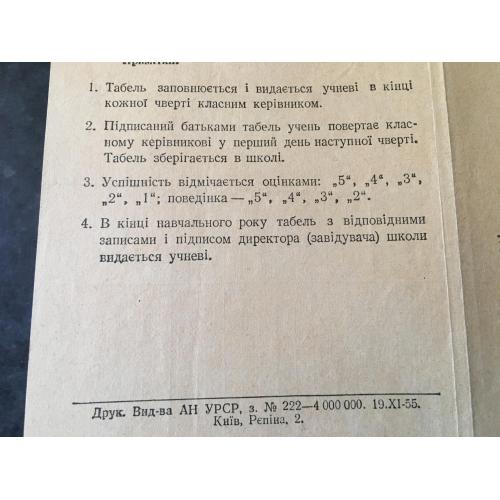 Примітки:
1. Табель заповнюється і видається учневі в кінці
кожної чверті класним керівником.
2. Підписаний батьками табель учень повертає клас-
ному керівникові у перший день наступної чверті.
Табель зберігається в школі.
3. Успішність відмічається оцінками: „5“, „4“, „3“,
„2“, „1“; поведінка — „5“, „4“, „3“, „2“.
4. В кінці навчального року табель з відповідними
записами і підписом директора (завідувача) школи
видається учневі.
Друк. Вид-ва АН УРСР, з. № 222—4 000 000. 19.XI-55.
Київ, Рєпіна, 2.